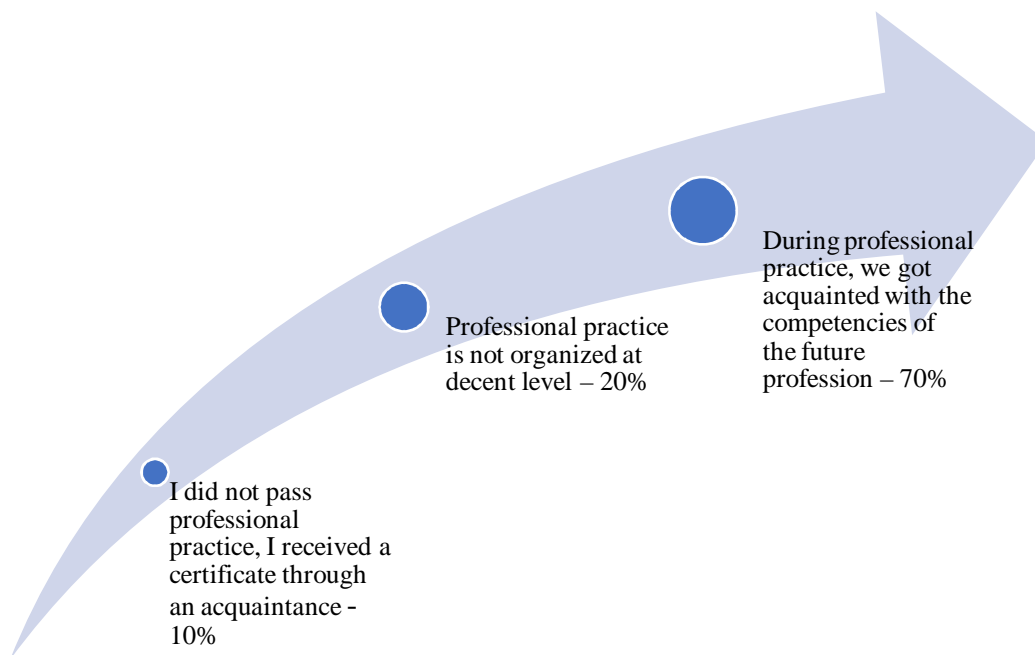 During professional
practice, we got
acquainted with the
competencies of
the future
profession – 70%
Professional practice
is not organized at
decent level – 20%
I did not pass
professional
practice, I received a
certificate through
an acquaintance -
10%